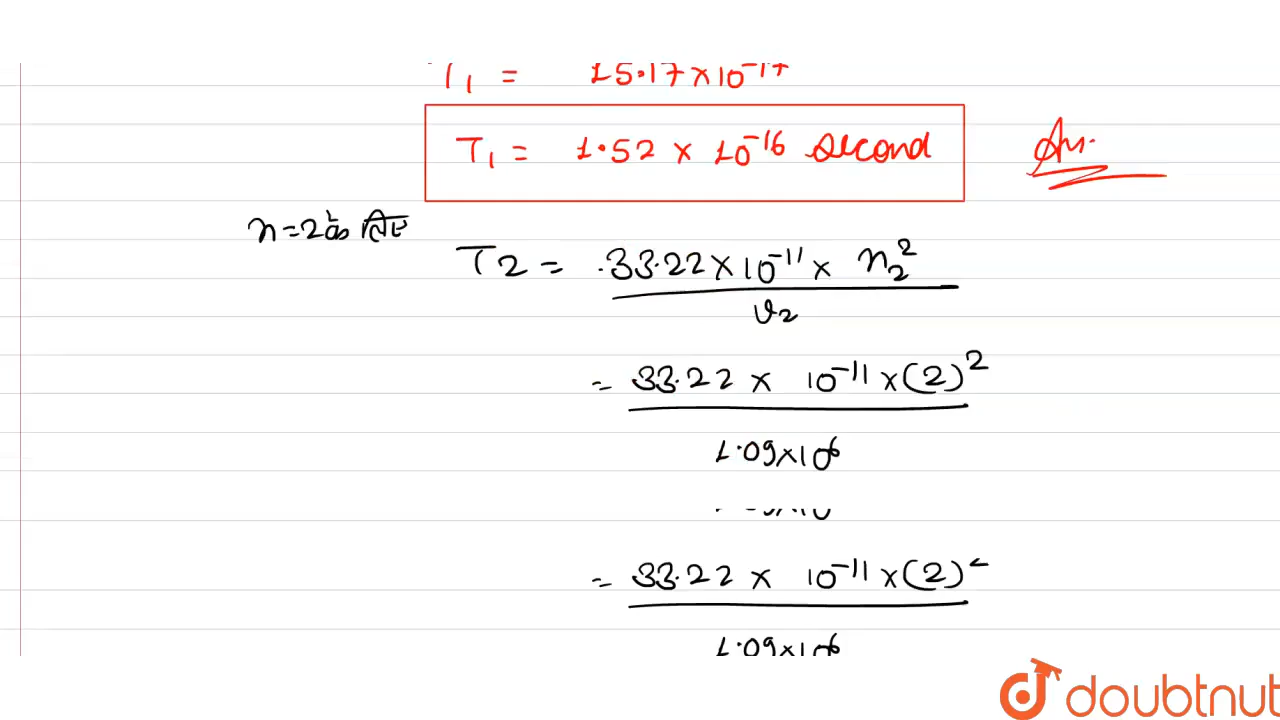 T₁ = 15.17 × 10⁻¹⁷
T₁ = 1.52 × 10⁻¹⁶ second
Ans.
n = 2 के लिए
T2 = .33.22 × 10⁻¹¹ × n₂²
υ₂
= 33.22 × 10⁻¹¹ × (2)²
1.09 × 10⁶
= 33.22 × 10⁻¹¹ × (2)²
1.09 × 10⁶
doubtnut